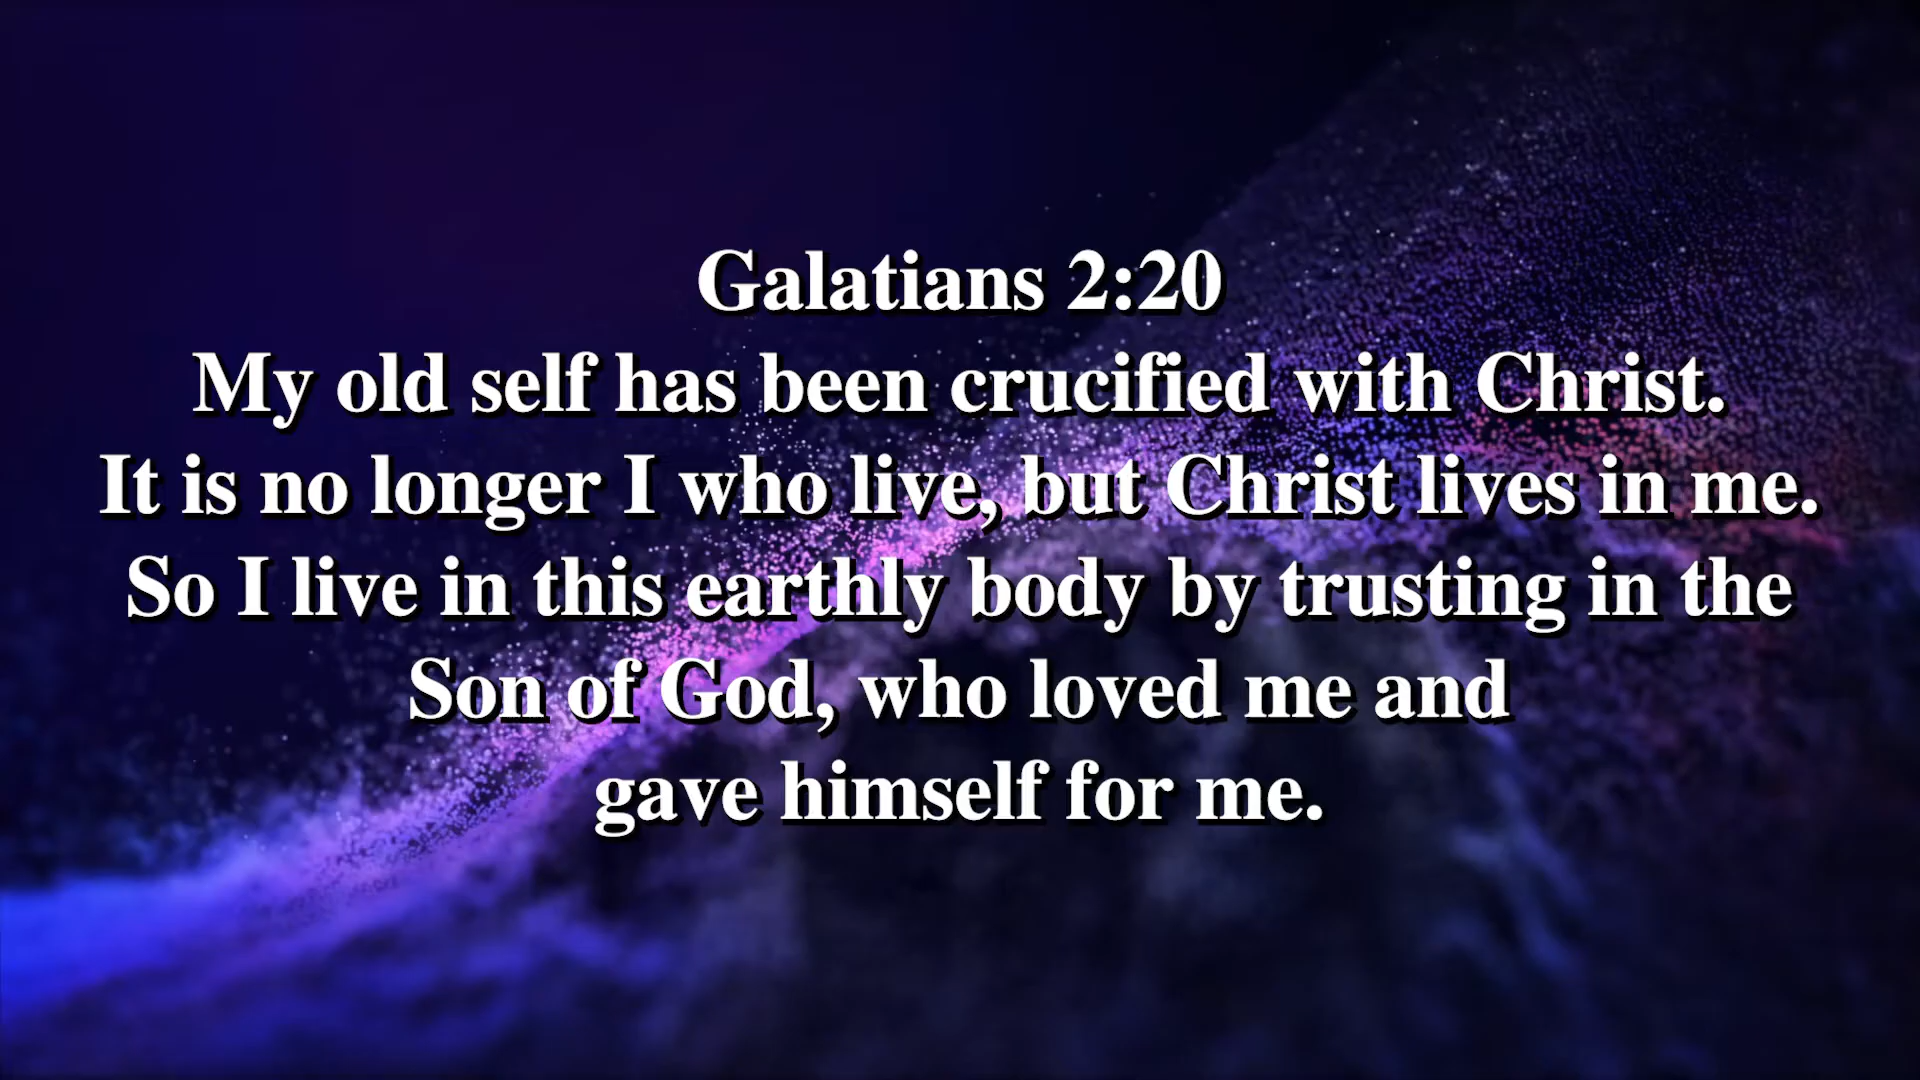 Galatians 2:20
My old self has been crucified with Christ.
It is no longer I who live, but Christ lives in me.
So I live in this earthly body by trusting in the
Son of God, who loved me and
gave himself for me.